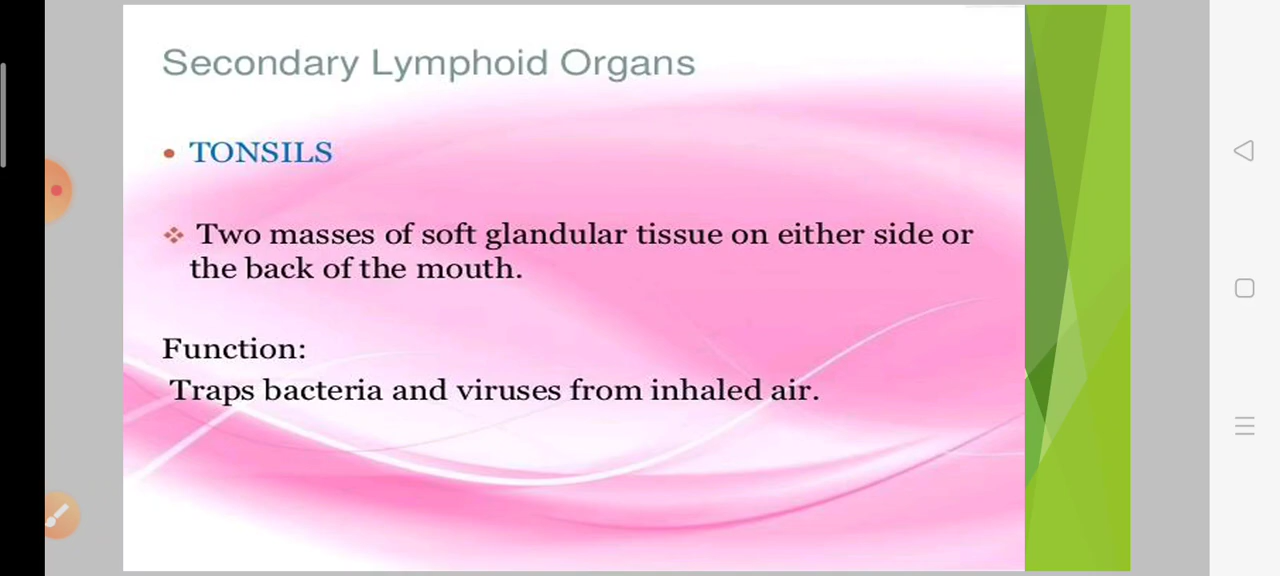 Secondary Lymphoid Organs
• TONSILS
❖ Two masses of soft glandular tissue on either side or
the back of the mouth.
Function:
Traps bacteria and viruses from inhaled air.